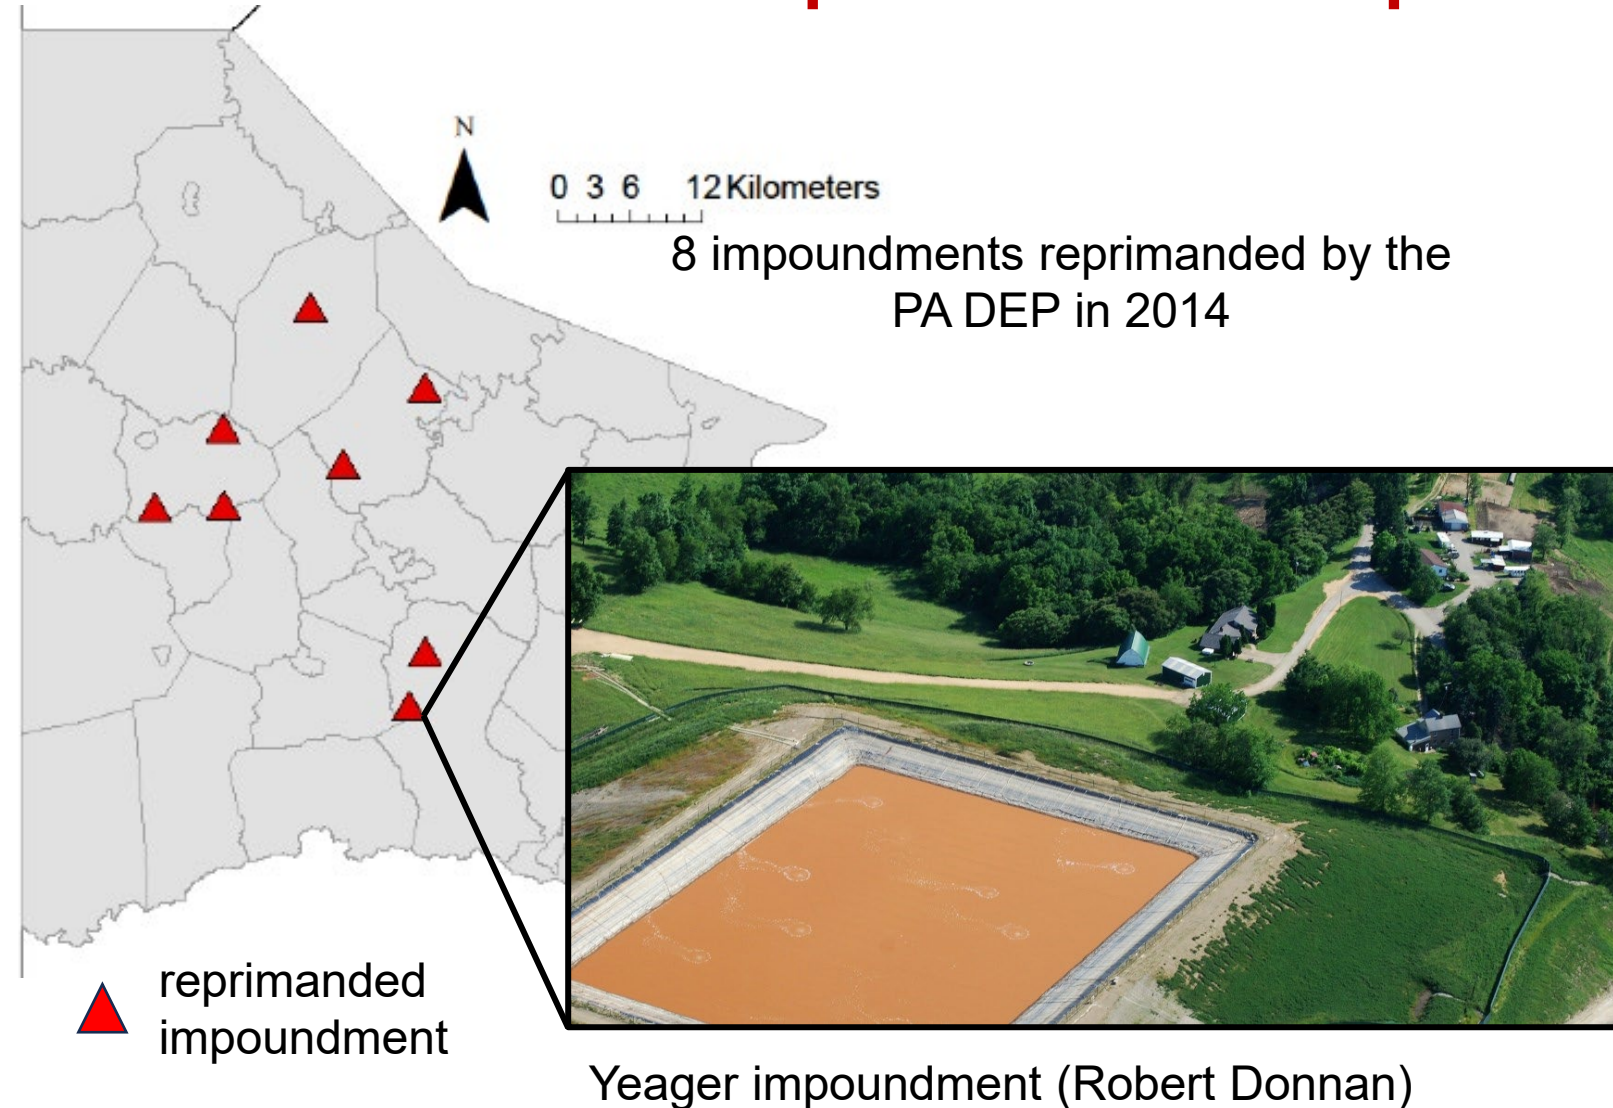 N
0 3 6 12 Kilometers
8 impoundments reprimanded by the
PA DEP in 2014
reprimanded
impoundment
Yeager impoundment (Robert Donnan)